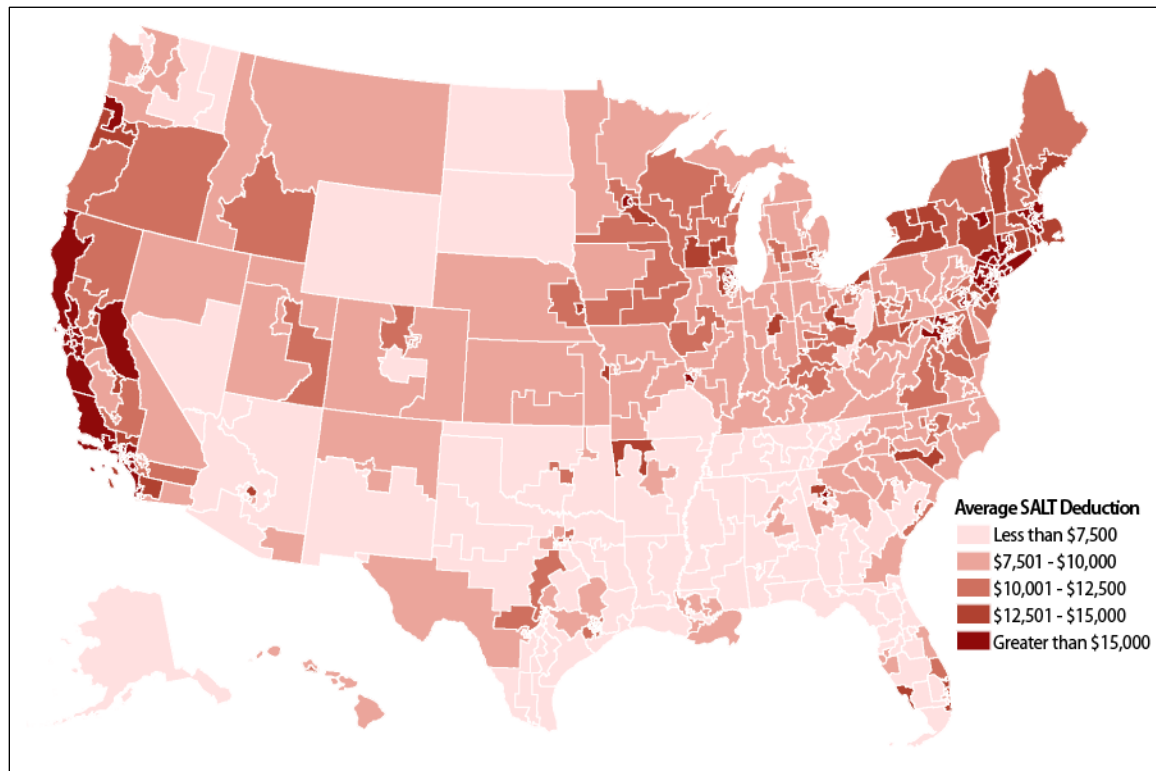 Average SALT Deduction
Less than $7,500
$7,501 - $10,000
$10,001 - $12,500
$12,501 - $15,000
Greater than $15,000